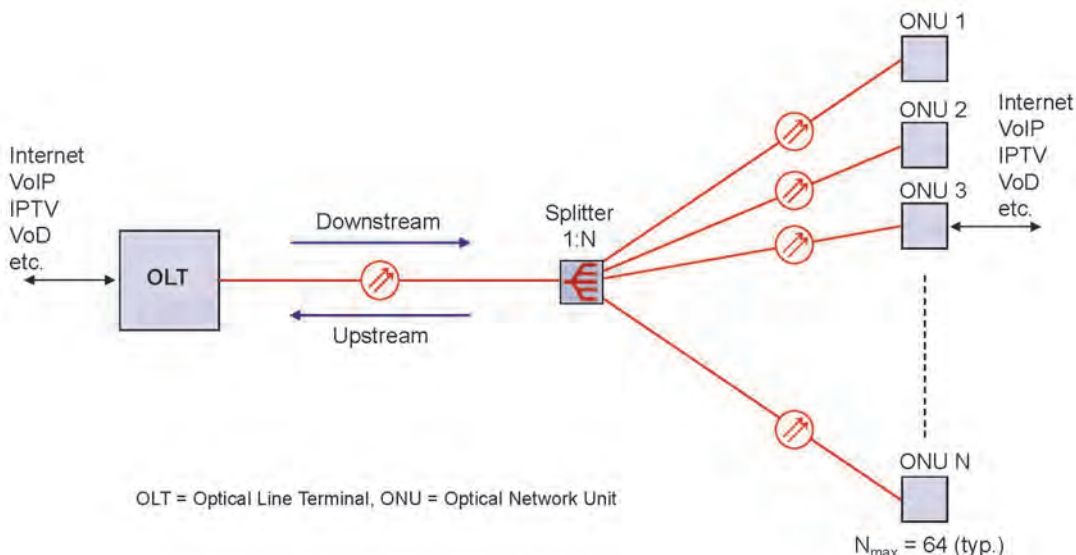 Internet
VoIP
IPTV
VoD
etc.
OLT
Downstream
Upstream
Splitter
1:N
ONU 1
ONU 2
ONU 3
Internet
VoIP
IPTV
VoD
etc.
ONU N
Nmax = 64 (typ.)
OLT = Optical Line Terminal, ONU = Optical Network Unit